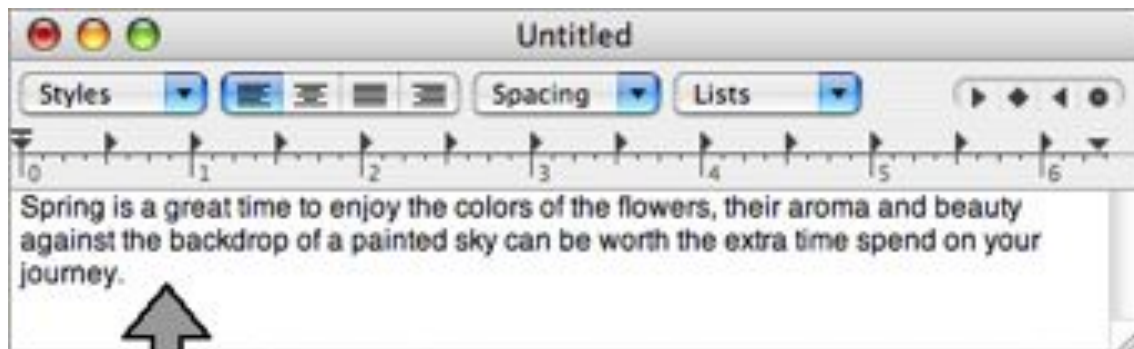 Untitled
Styles Spacing Lists
0 1 2 3 4 5 6
Spring is a great time to enjoy the colors of the flowers, their aroma and beauty
against the backdrop of a painted sky can be worth the extra time spend on your
journey.